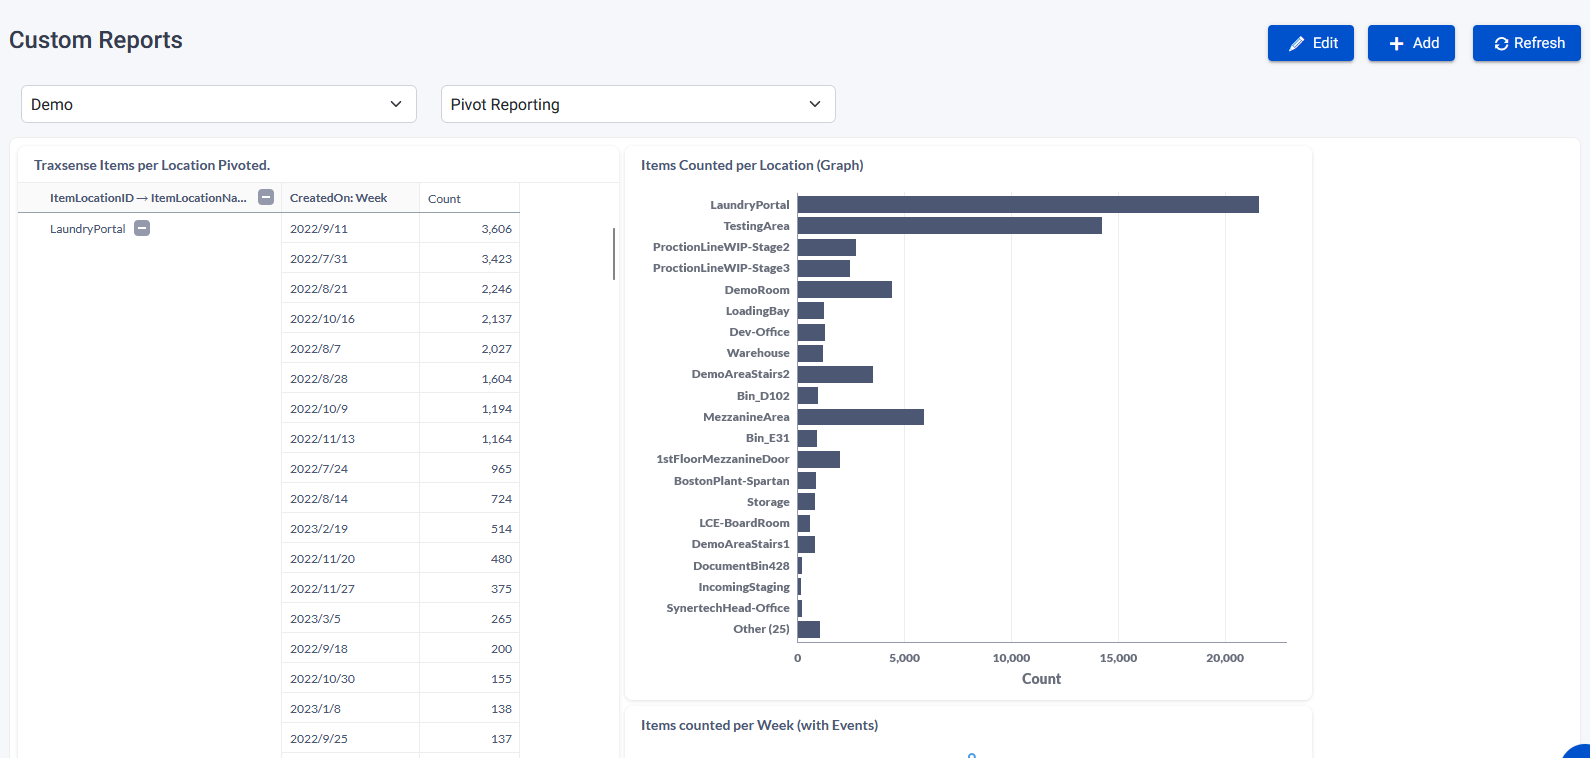 Custom Reports
Edit
Add
Refresh
Demo
Pivot Reporting
Traxsense Items per Location Pivoted.
ItemLocationID → ItemLocationNa...
CreatedOn: Week
Count
LaundryPortal
2022/9/11 3,606
2022/7/31 3,423
2022/8/21 2,246
2022/10/16 2,137
2022/8/7 2,027
2022/8/28 1,604
2022/10/9 1,194
2022/11/13 1,164
2022/7/24 965
2022/8/14 724
2023/2/19 514
2022/11/20 480
2022/11/27 375
2023/3/5 265
2022/9/18 200
2022/10/30 155
2023/1/8 138
2022/9/25 137
Items Counted per Location (Graph)
LaundryPortal
TestingArea
ProctionLineWIP-Stage2
ProctionLineWIP-Stage3
DemoRoom
LoadingBay
Dev-Office
Warehouse
DemoAreaStairs2
Bin_D102
MezzanineArea
Bin_E31
1stFloorMezzanineDoor
BostonPlant-Spartan
Storage
LCE-BoardRoom
DemoAreaStairs1
DocumentBin428
IncomingStaging
SynertechHead-Office
Other (25)
0 5,000 10,000 15,000 20,000
Count
Items counted per Week (with Events)